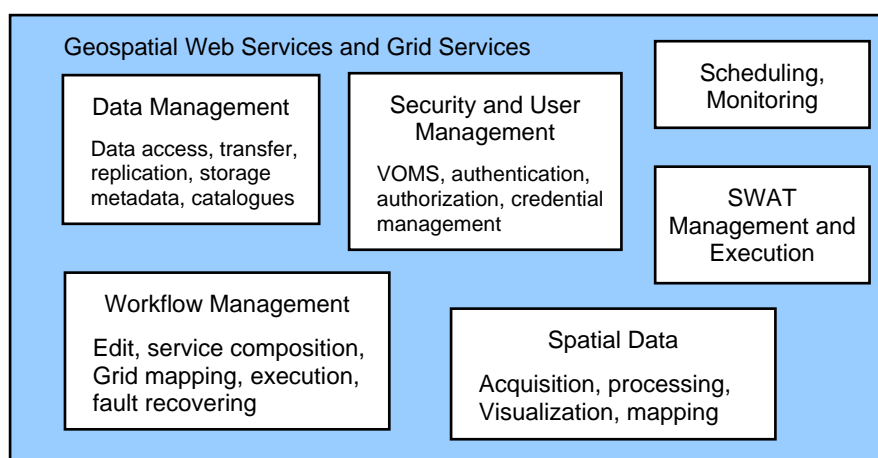 Geospatial Web Services and Grid Services
Data Management
Data access, transfer,
replication, storage
metadata, catalogues
Security and User
Management
VOMS, authentication,
authorization, credential
management
Scheduling,
Monitoring
SWAT
Management and
Execution
Workflow Management
Edit, service composition,
Grid mapping, execution,
fault recovering
Spatial Data
Acquisition, processing,
Visualization, mapping